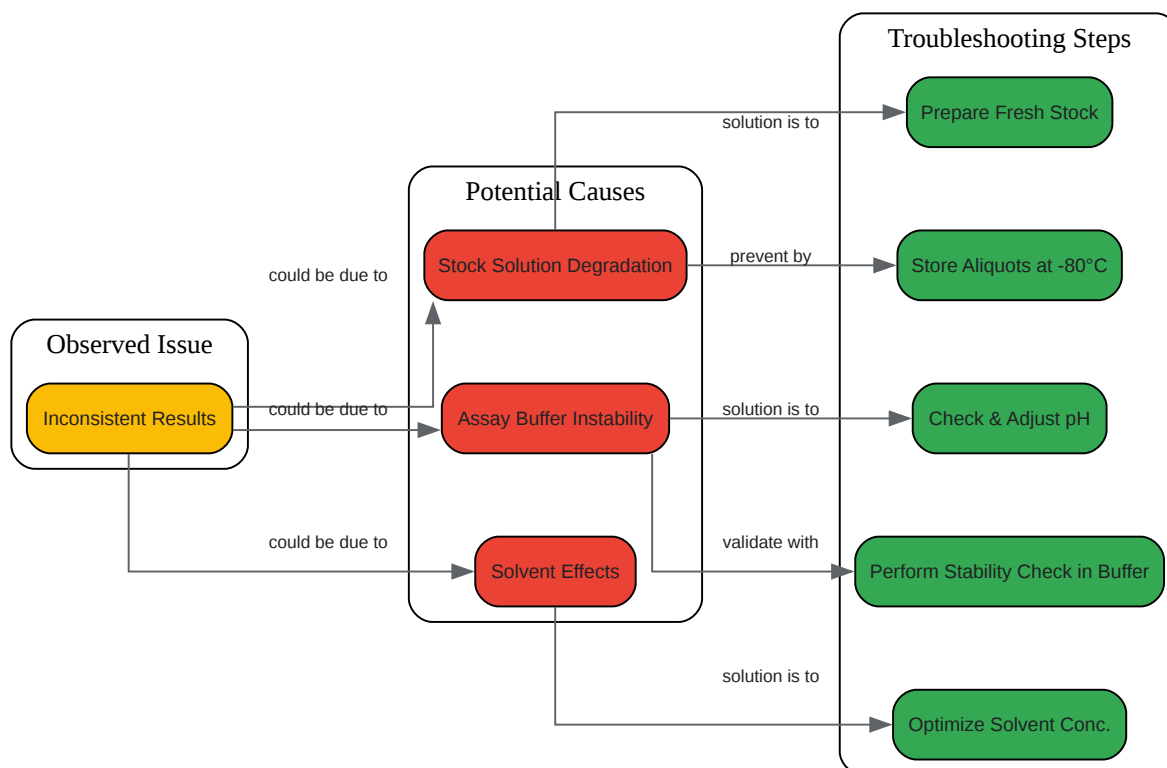 Troubleshooting Steps
Prepare Fresh Stock
solution is to
Potential Causes
Stock Solution Degradation
prevent by
Store Aliquots at -80°C
could be due to
Observed Issue
Inconsistent Results
could be due to
Assay Buffer Instability
solution is to
Check & Adjust pH
could be due to
Solvent Effects
validate with
Perform Stability Check in Buffer
solution is to
Optimize Solvent Conc.